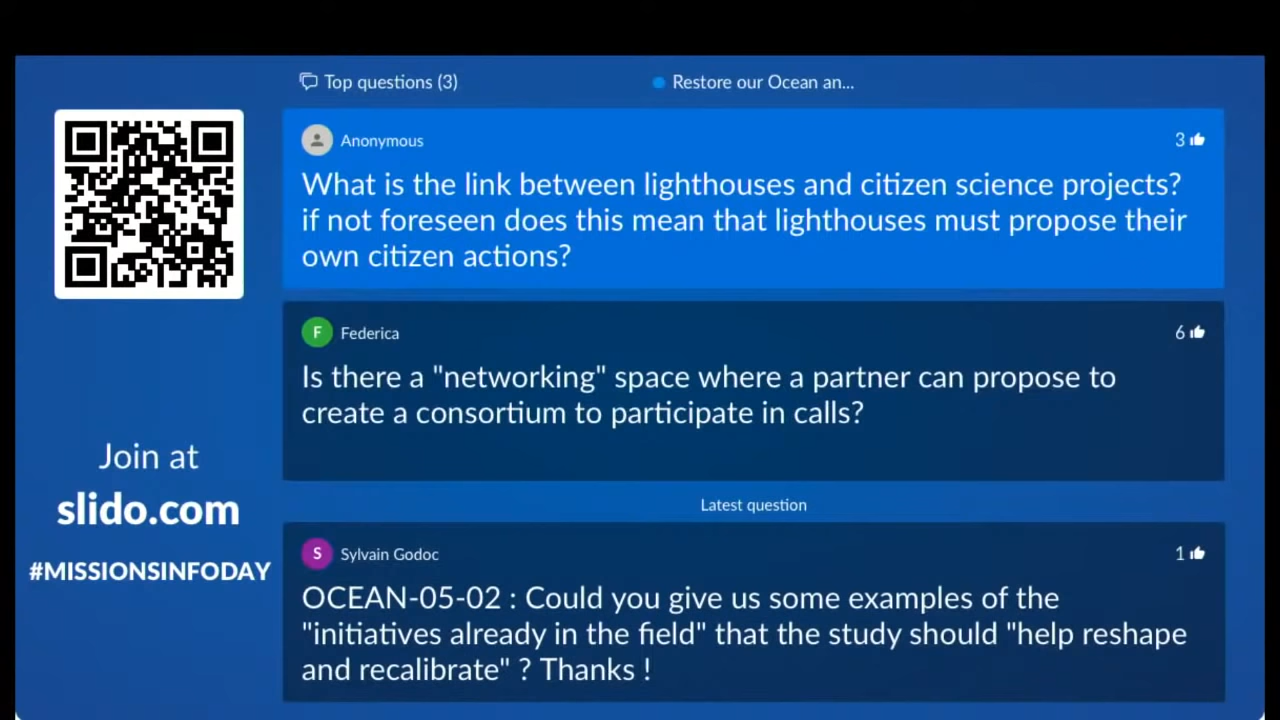 Top questions (3)
Restore our Ocean an...
Anonymous
3
What is the link between lighthouses and citizen science projects?
if not foreseen does this mean that lighthouses must propose their
own citizen actions?
F
Federica
6
Is there a "networking" space where a partner can propose to
create a consortium to participate in calls?
Join at
slido.com
#MISSIONSINFODAY
Latest question
S
Sylvain Godoc
1
OCEAN-05-02 : Could you give us some examples of the
"initiatives already in the field" that the study should "help reshape
and recalibrate" ? Thanks !